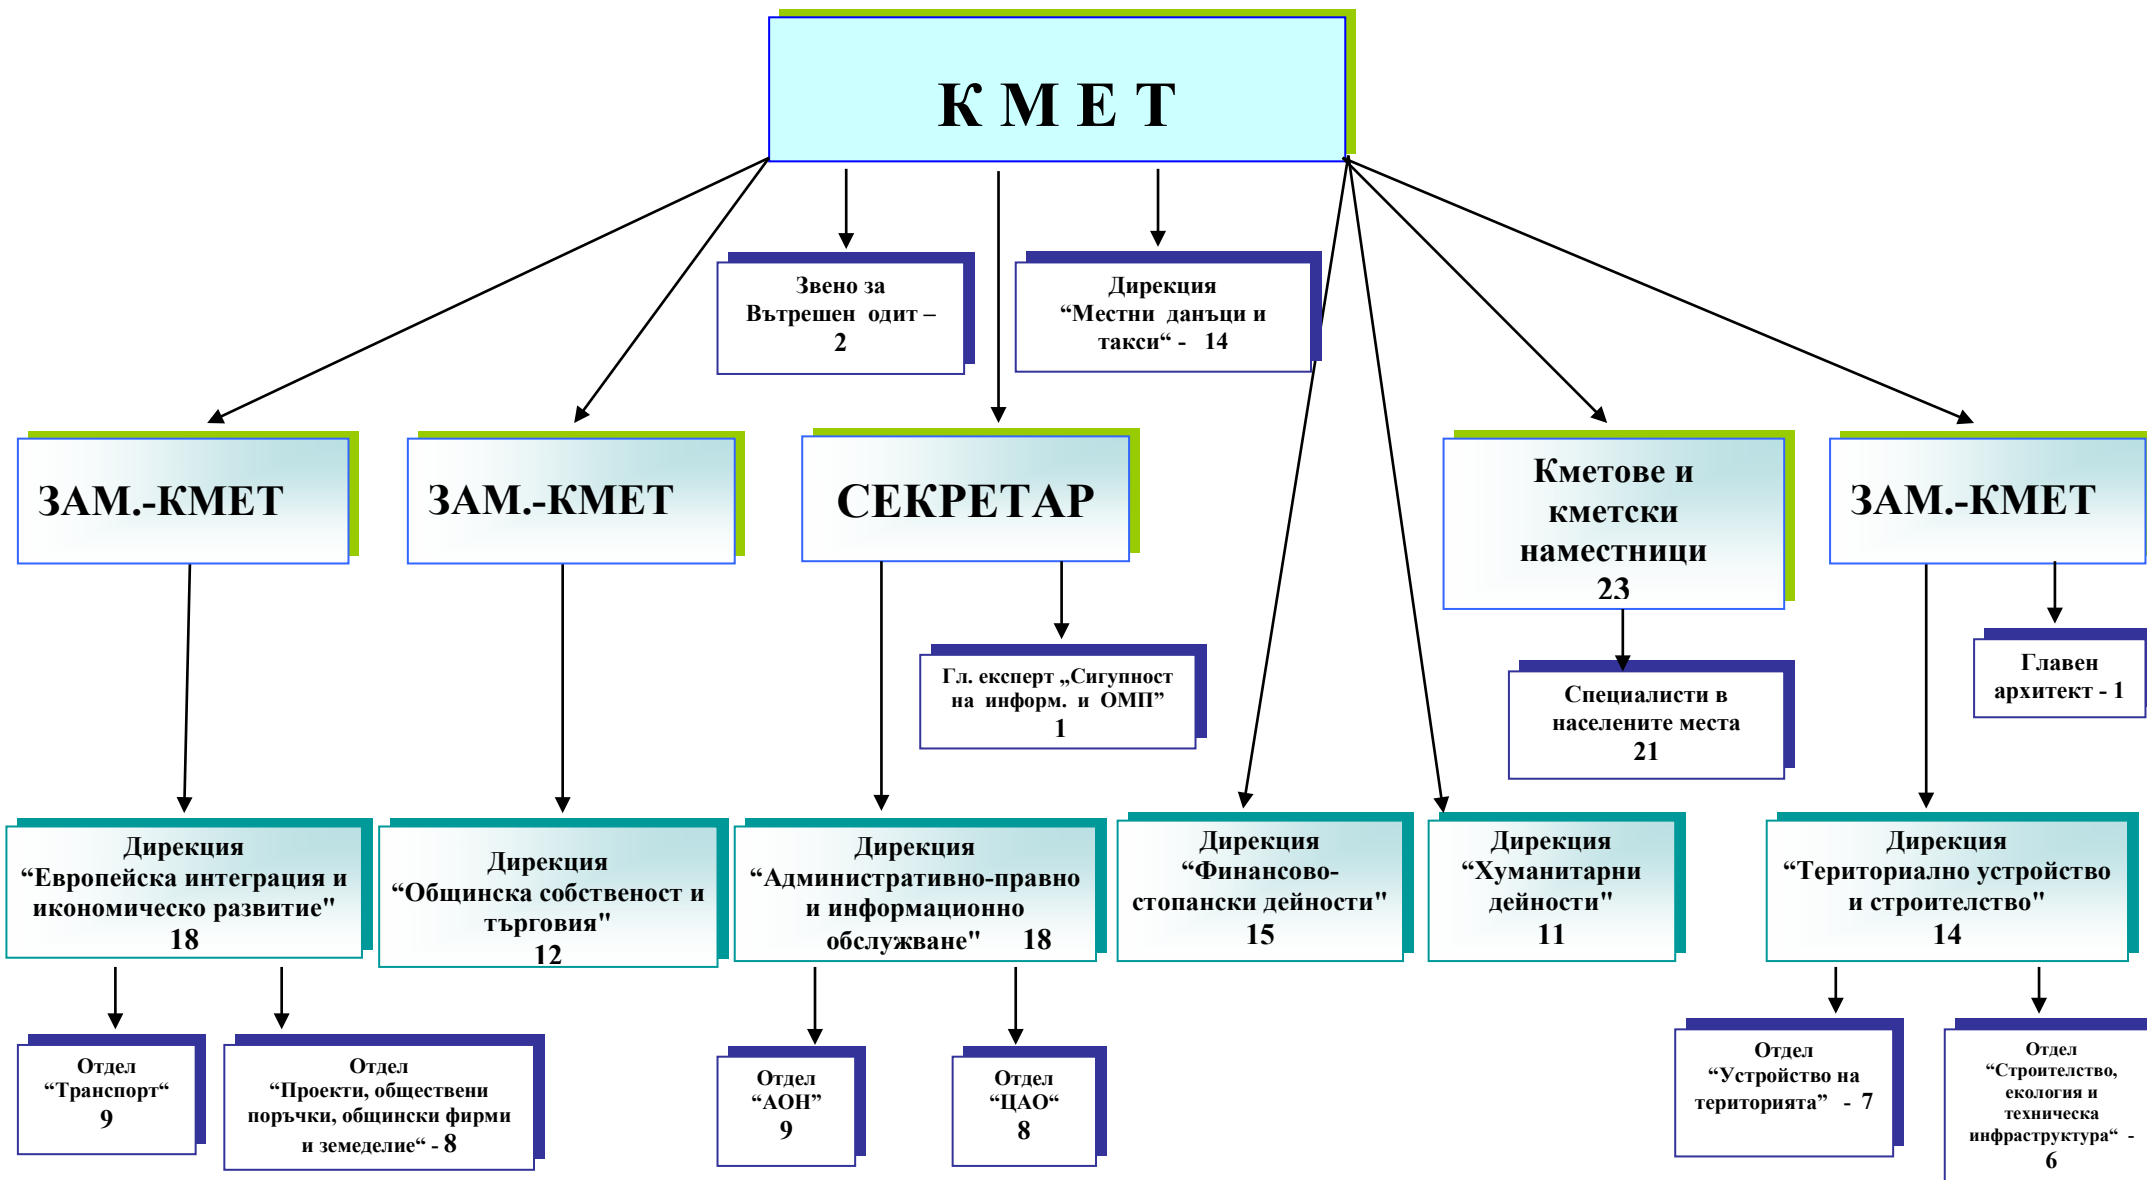 К М Е Т
Звено за
Вътрешен одит –
2
Дирекция
“Местни данъци и
такси“ - 14
ЗАМ.-КМЕТ
ЗАМ.-КМЕТ
СЕКРЕТАР
Кметове и
кметски
наместници
23
ЗАМ.-КМЕТ
Гл. експерт „Сигупност
на информ. и ОМП”
1
Специалисти в
населените места
21
Главен
архитект - 1
Дирекция
“Европейска интеграция и
икономическо развитие"
18
Дирекция
“Общинска собственост и
търговия"
12
Дирекция
“Административно-правно
и информационно
обслужване" 18
Дирекция
“Финансово-
стопански дейности"
15
Дирекция
“Хуманитарни
дейности"
11
Дирекция
“Териториално устройство
и строителство"
14
Отдел
“Транспорт“
9
Отдел
“Проекти, обществени
поръчки, общински фирми
и земеделие“ - 8
Отдел
“АОН”
9
Отдел
“ЦАО“
8
Отдел
“Устройство на
територията” - 7
Отдел
“Строителство,
екология и
техническа
инфраструктура“ -
6